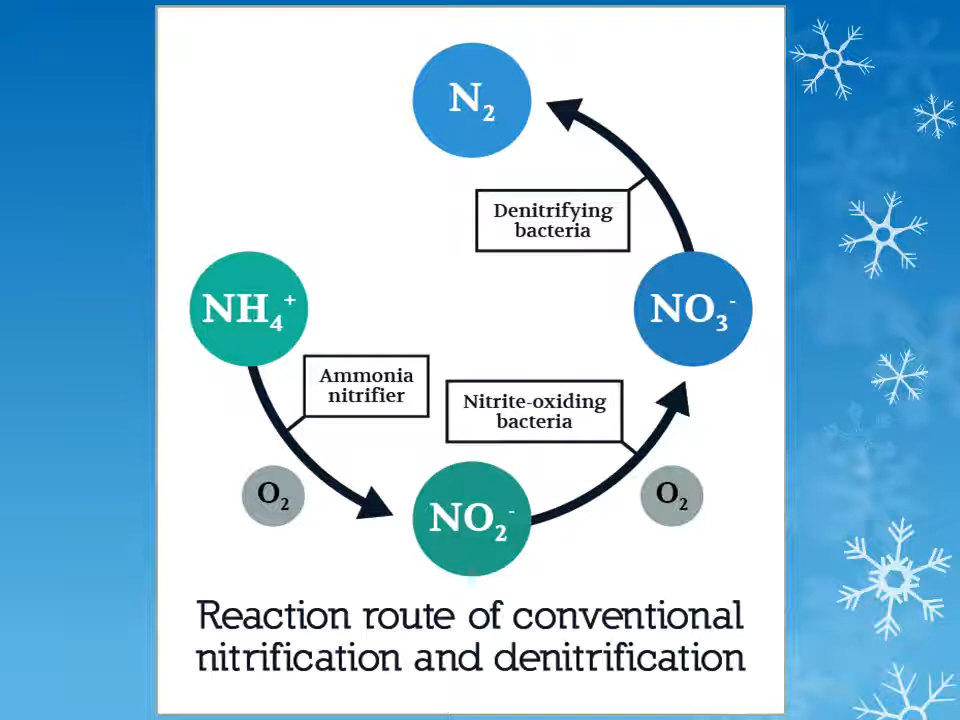 N₂
Denitrifying
bacteria
NH₄⁺
NO₃⁻
Ammonia
nitrifier
Nitrite-oxiding
bacteria
O₂
O₂
NO₂⁻
Reaction route of conventional
nitrification and denitrification